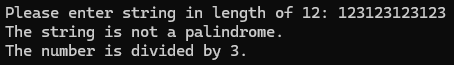 Please enter string in length of 12: 123123123123
The string is not a palindrome.
The number is divided by 3.